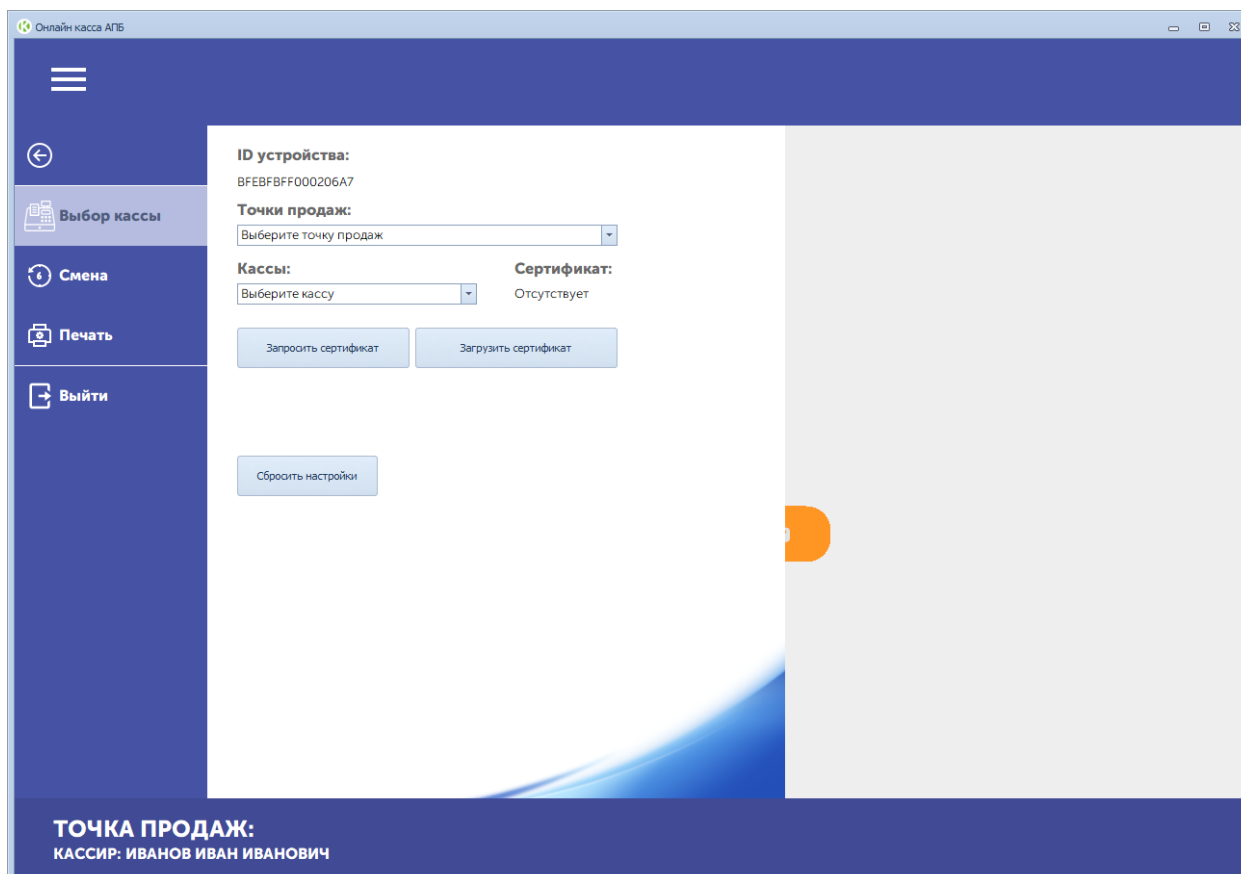 Онлайн касса АПБ
ID устройства:
BFEBFBFF000206A7
Точки продаж:
Выберите точку продаж
Кассы:
Сертификат:
Выберите кассу
Отсутствует
Запросить сертификат
Загрузить сертификат
Сбросить настройки
Выбор кассы
6
Смена
Печать
Выйти
ТОЧКА ПРОДАЖ:
КАССИР: ИВАНОВ ИВАН ИВАНОВИЧ